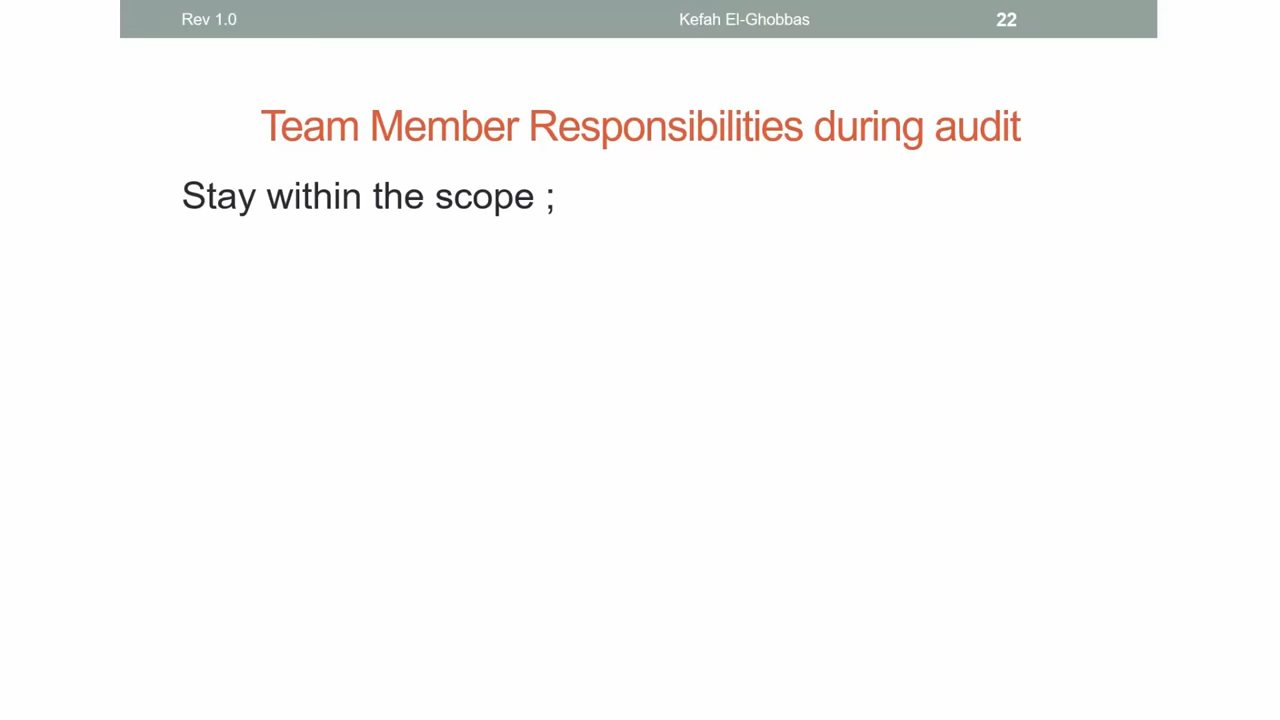 Rev 1.0 Kefah El-Ghobbas 22
Team Member Responsibilities during audit
Stay within the scope ;